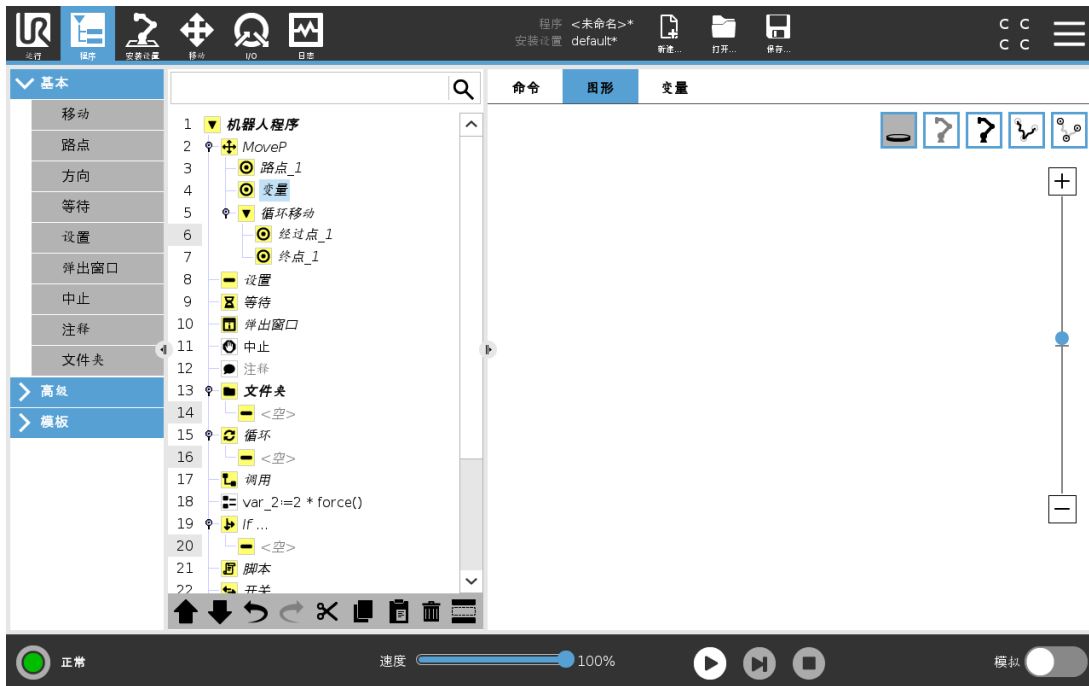 程序 <未命名>*
安装设置 default*
运行 程序 安装设置 移动 I/O 日志 新建... 打开... 保存...
C C
C C
基本
移动
路点
方向
等待
设置
弹出窗口
中止
注释
文件夹
高级
模板
1 机器人程序
2 MoveP
3 路点_1
4 变量
5 循环移动
6 经过点_1
7 终点_1
8 设置
9 等待
10 弹出窗口
11 中止
12 注释
13 文件夹
14 <空>
15 循环
16 <空>
17 调用
18 var_2:=2 * force()
19 If ...
20 <空>
21 脚本
22 开关
命令 图形 变量
正常
速度 100%
模拟